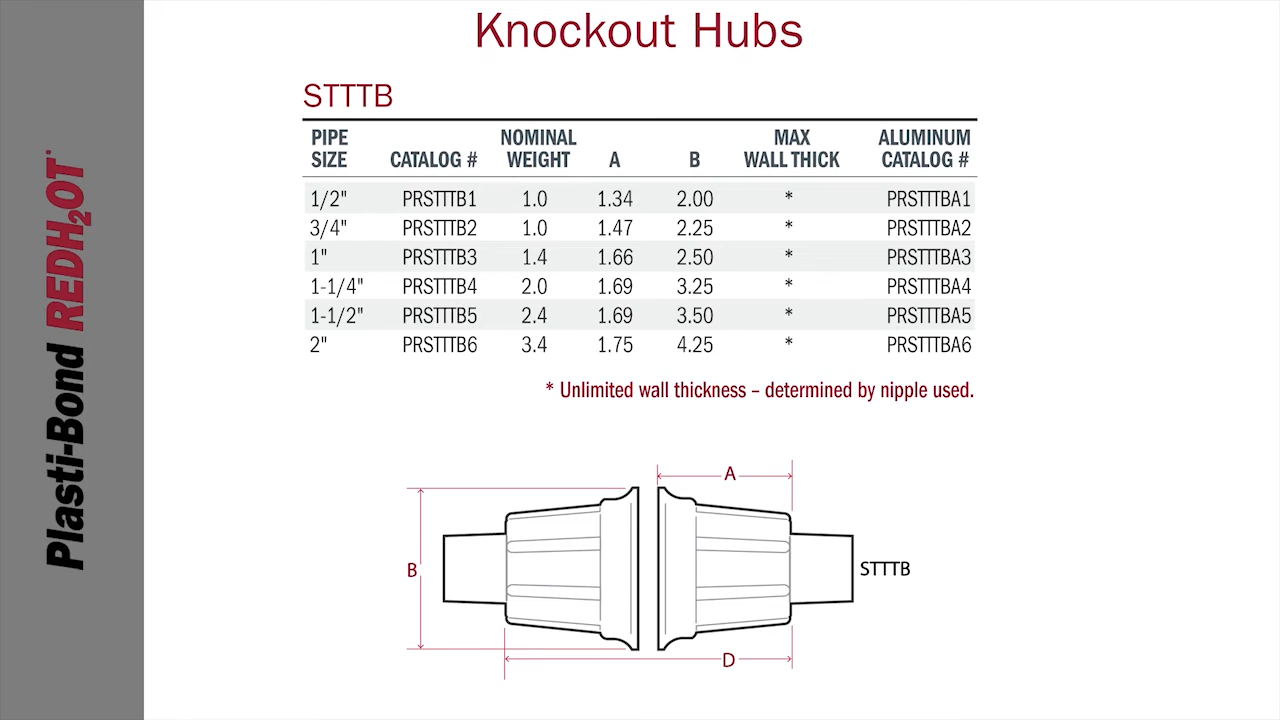 Knockout Hubs
STTTB
PIPE SIZE CATALOG # NOMINAL WEIGHT A B MAX WALL THICK ALUMINUM CATALOG #
1/2" PRSTTTB1 1.0 1.34 2.00 * PRSTTTBA1
3/4" PRSTTTB2 1.0 1.47 2.25 * PRSTTTBA2
1" PRSTTTB3 1.4 1.66 2.50 * PRSTTTBA3
1-1/4" PRSTTTB4 2.0 1.69 3.25 * PRSTTTBA4
1-1/2" PRSTTTB5 2.4 1.69 3.50 * PRSTTTBA5
2" PRSTTTB6 3.4 1.75 4.25 * PRSTTTBA6
* Unlimited wall thickness – determined by nipple used.
A
B
STTTB
D
Plasti-Bond REDH₂OT